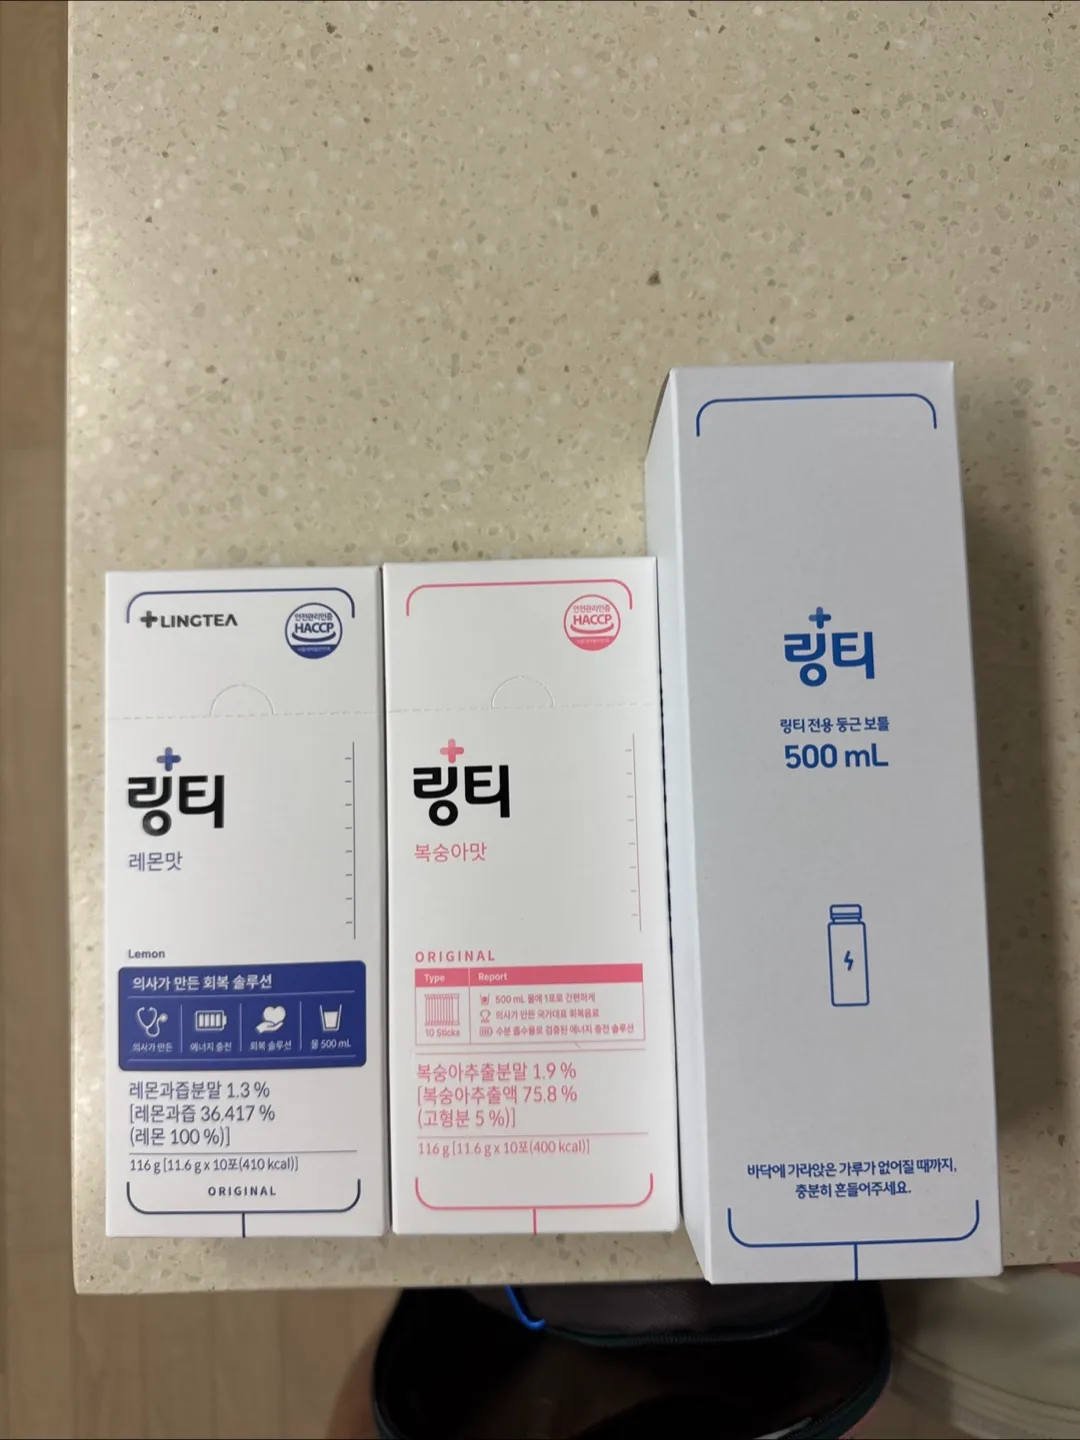 LINGTEA
안전관리인증
HACCP
링티
레몬맛
Lemon
의사가 만든 회복 솔루션
의사가 만든
에너지 충전
회복 솔루션
물 500 mL
레몬과즙분말 1.3 %
[레몬과즙 36.417 %
(레몬 100 %)]
116 g [11.6 g x 10포(410 kcal)]
ORIGINAL
안전관리인증
HACCP
링티
복숭아맛
ORIGINAL
Type
Report
10 Sticks
500 mL 물에 1포로 간편하게
의사가 만든 국가대표 회복음료
수분 흡수율로 검증된 에너지 충전 솔루션
복숭아추출분말 1.9 %
[복숭아추출액 75.8 %
(고형분 5 %)]
116 g [11.6 g x 10포(400 kcal)]
링티
링티 전용 둥근 보틀
500 mL
바닥에 가라앉은 가루가 없어질 때까지,
충분히 흔들어주세요.